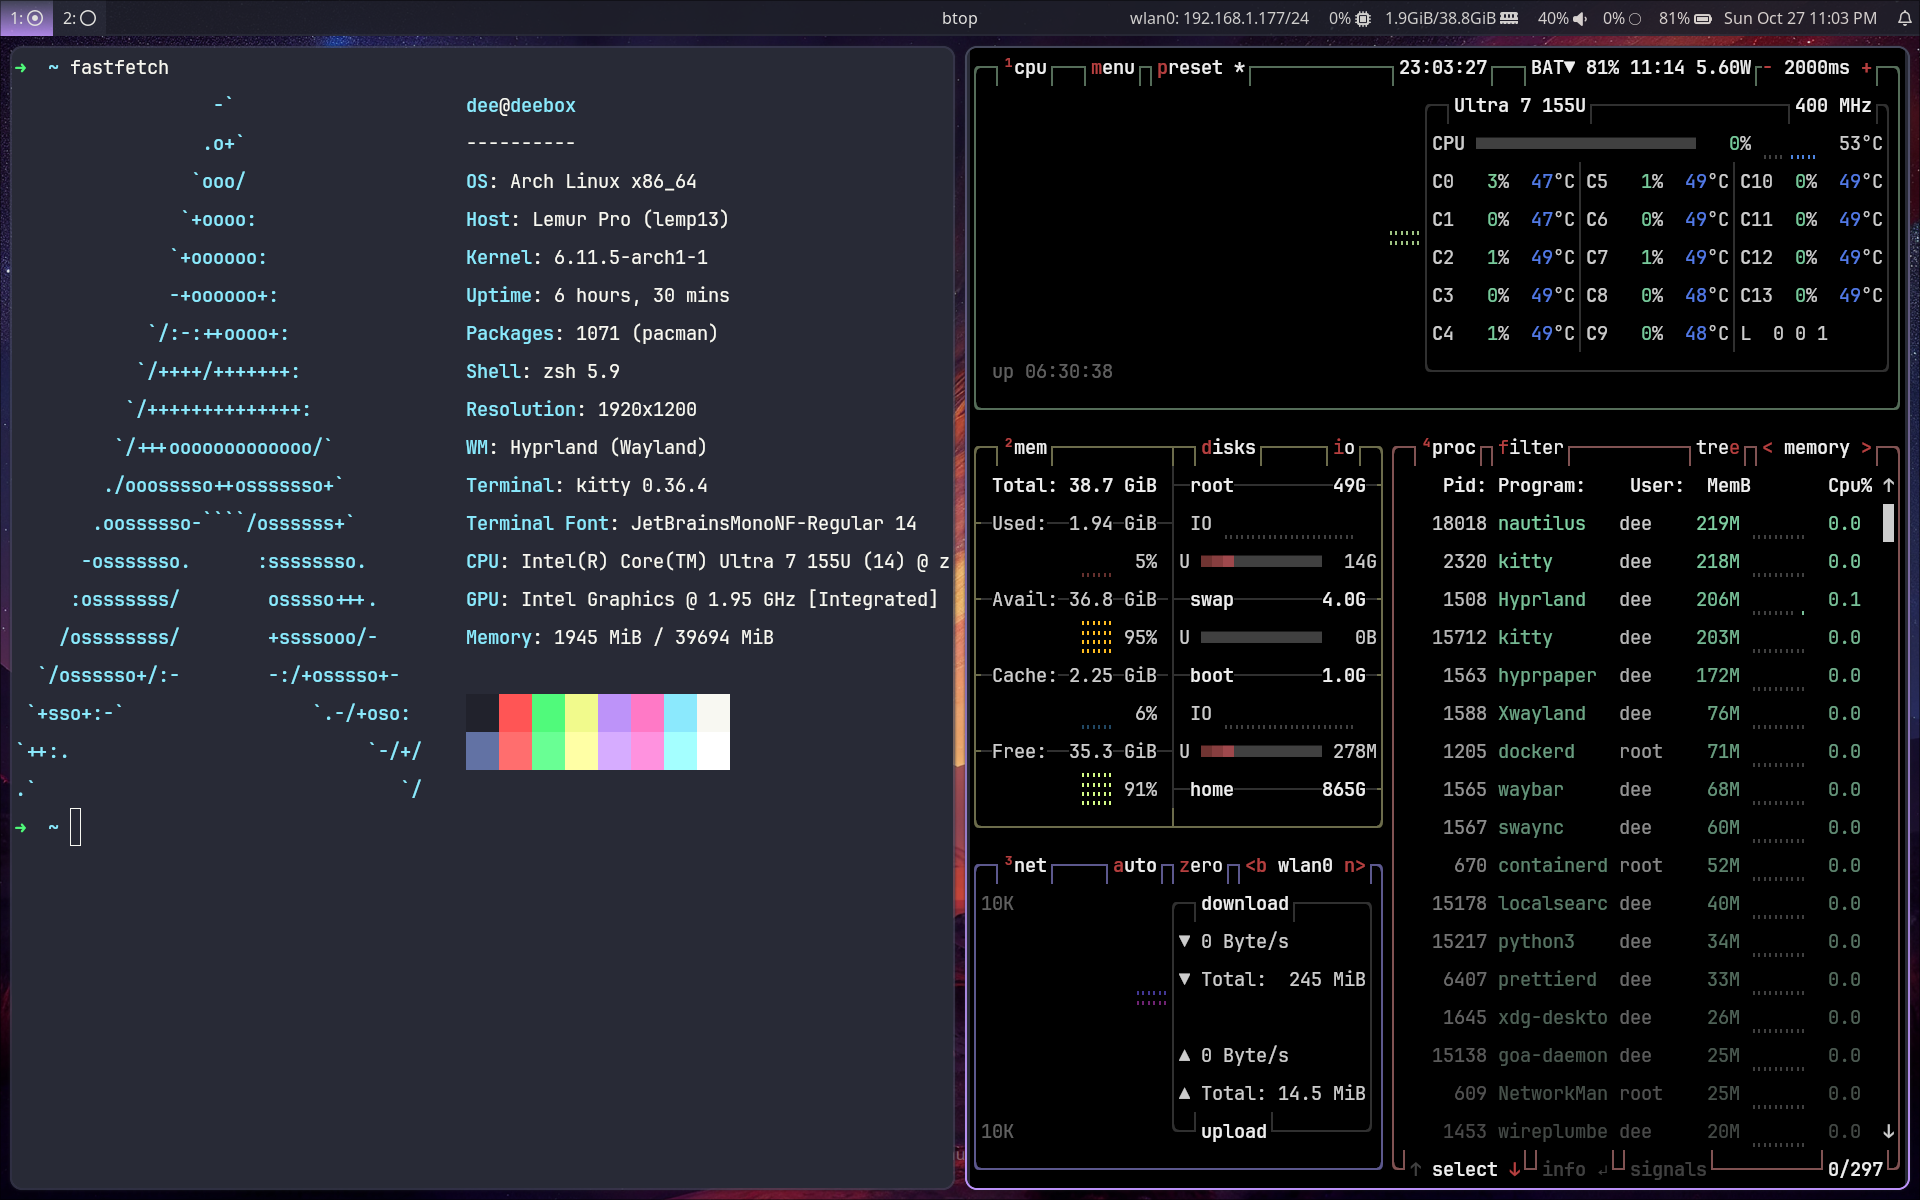 1: 2: btop wlan0: 192.168.1.177/24 0% 1.9GiB/38.8GiB 40% 0% 81% Sun Oct 27 11:03 PM
➜ ~ fastfetch
-`
.o+`
`ooo/
`+oooo:
`+oooooo:
-+oooooo+:
`/:-:++oooo+:
`/++++/+++++++:
`/++++++++++++++:
`/+++ooooooooooooo/`
./ooosssso++osssssso+`
.oossssso-````/ossssss+`
-osssssso. :ssssssso.
:osssssss/ osssso+++.
/ossssssss/ +ssssooo/-
`/ossssso+/:- -:/+osssso+-
`+sso+:-` `.-/+oso:
`++:. `-/+/
.` `/
dee@deebox
----------
OS: Arch Linux x86_64
Host: Lemur Pro (lemp13)
Kernel: 6.11.5-arch1-1
Uptime: 6 hours, 30 mins
Packages: 1071 (pacman)
Shell: zsh 5.9
Resolution: 1920x1200
WM: Hyprland (Wayland)
Terminal: kitty 0.36.4
Terminal Font: JetBrainsMonoNF-Regular 14
CPU: Intel(R) Core(TM) Ultra 7 155U (14) @ z
GPU: Intel Graphics @ 1.95 GHz [Integrated]
Memory: 1945 MiB / 39694 MiB
➜ ~
1cpu menu preset * 23:03:27 BAT▼ 81% 11:14 5.60W - 2000ms +
Ultra 7 155U 400 MHz
CPU 0% 53°C
C0 3% 47°C C5 1% 49°C C10 0% 49°C
C1 0% 47°C C6 0% 49°C C11 0% 49°C
C2 1% 49°C C7 1% 49°C C12 0% 49°C
C3 0% 49°C C8 0% 48°C C13 0% 49°C
C4 1% 49°C C9 0% 48°C L 0 0 1
up 06:30:38
2mem
Total: 38.7 GiB
Used: 1.94 GiB
5%
Avail: 36.8 GiB
95%
Cache: 2.25 GiB
6%
Free: 35.3 GiB
91%
disks io
root 49G
IO
U 14G
swap 4.0G
U 0B
boot 1.0G
IO
U 278M
home 865G
3net auto zero <b wlan0 n>
10K
download
▼ 0 Byte/s
▼ Total: 245 MiB
▲ 0 Byte/s
▲ Total: 14.5 MiB
10K
upload
4proc filter tree < memory >
Pid: Program: User: MemB Cpu% ↑
18018 nautilus dee 219M 0.0
2320 kitty dee 218M 0.0
1508 Hyprland dee 206M 0.1
15712 kitty dee 203M 0.0
1563 hyprpaper dee 172M 0.0
1588 Xwayland dee 76M 0.0
1205 dockerd root 71M 0.0
1565 waybar dee 68M 0.0
1567 swaync dee 60M 0.0
670 containerd root 52M 0.0
15178 localsearc dee 40M 0.0
15217 python3 dee 34M 0.0
6407 prettierd dee 33M 0.0
1645 xdg-deskto dee 26M 0.0
15138 goa-daemon dee 25M 0.0
609 NetworkMan root 25M 0.0
1453 wireplumbe dee 20M 0.0 ↓
↑ select ↓ info ↲ signals 0/297